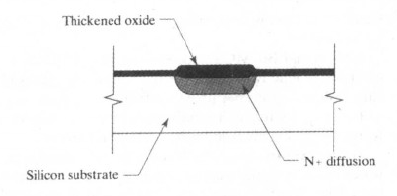 Thickened oxide
N+ diffusion
Silicon substrate